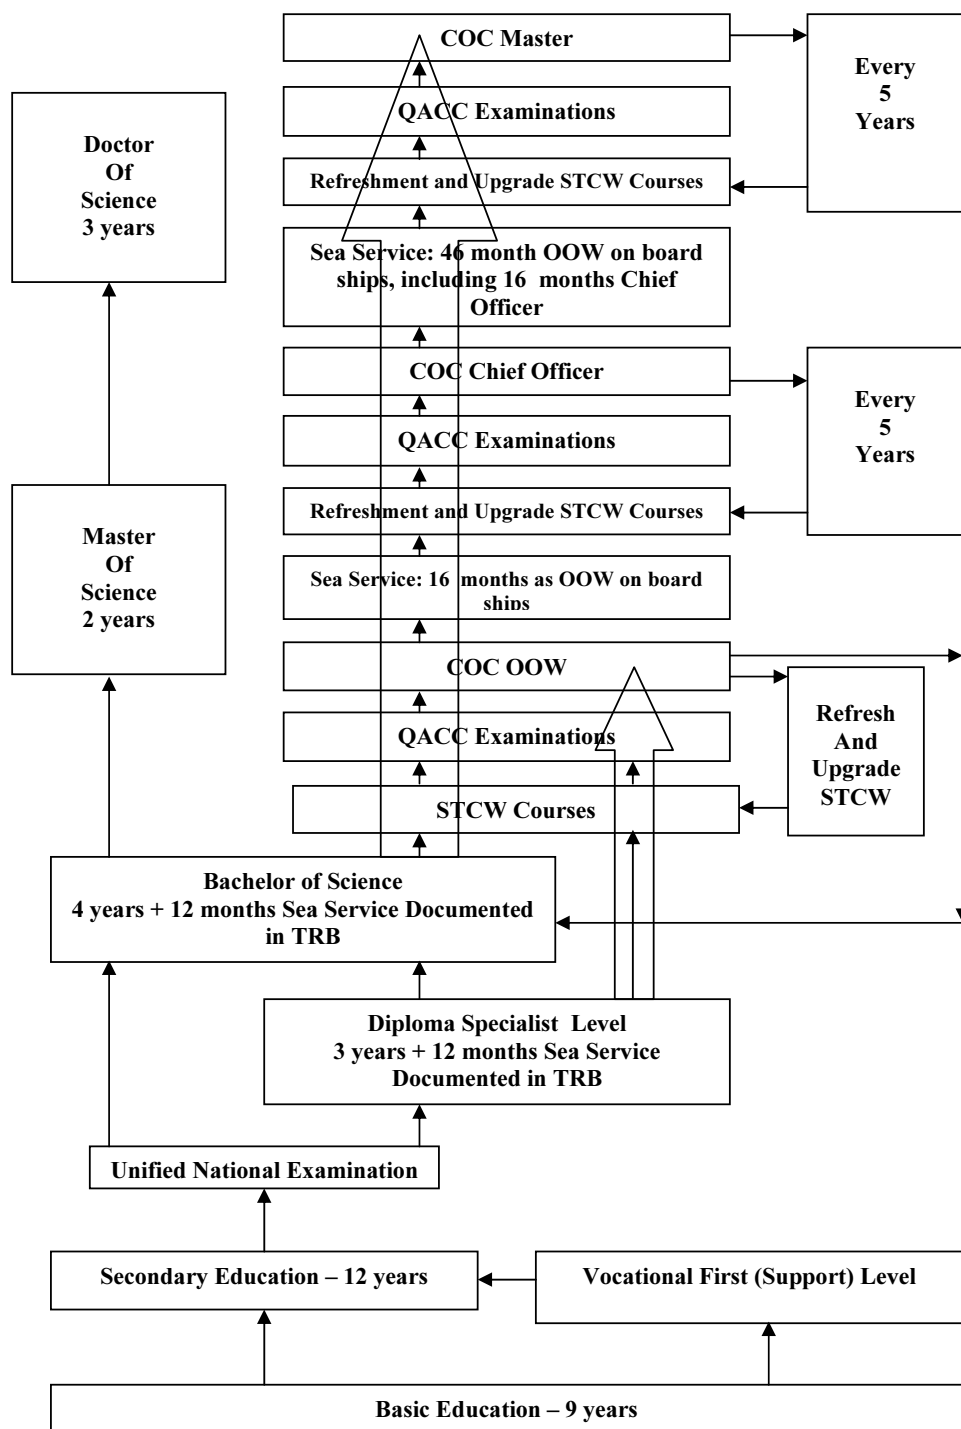 COC Master
Every
5
Years
QACC Examinations
Doctor
Of
Science
3 years
Refreshment and Upgrade STCW Courses
Sea Service: 46 month OOW on board
ships, including 16 months Chief
Officer
COC Chief Officer
Every
5
Years
QACC Examinations
Refreshment and Upgrade STCW Courses
Master
Of
Science
2 years
Sea Service: 16 months as OOW on board
ships
COC OOW
Refresh
And
Upgrade
STCW
QACC Examinations
STCW Courses
Bachelor of Science
4 years + 12 months Sea Service Documented
in TRB
Diploma Specialist Level
3 years + 12 months Sea Service
Documented in TRB
Unified National Examination
Secondary Education – 12 years
Vocational First (Support) Level
Basic Education – 9 years